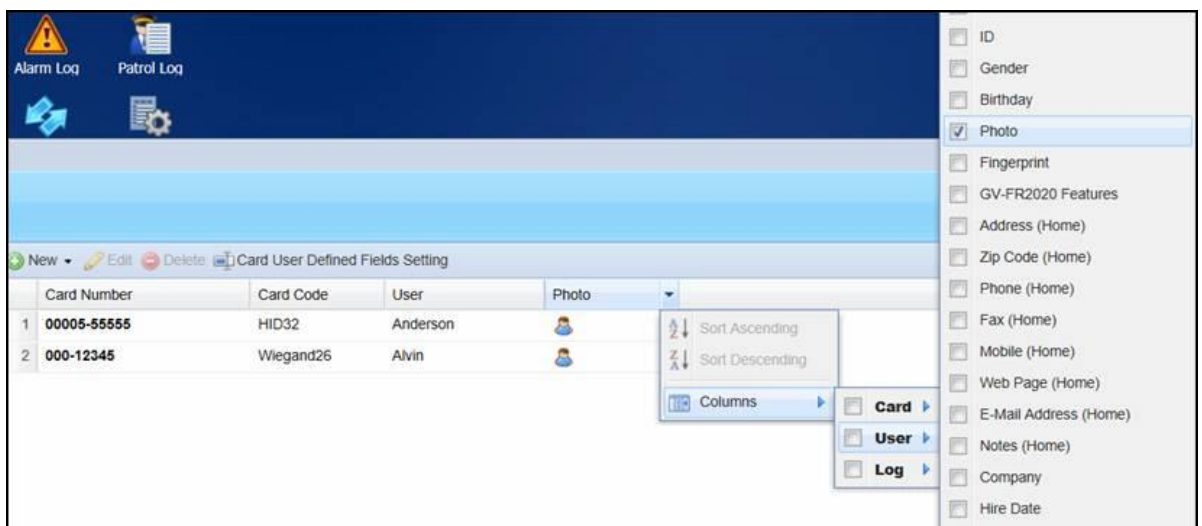 Alarm Log Patrol Log
New Edit Delete Card User Defined Fields Setting
Card Number Card Code User Photo
1 00005-55555 HID32 Anderson
2 000-12345 Wiegand26 Alvin
Sort Ascending
Sort Descending
Columns
Card
User
Log
ID
Gender
Birthday
Photo
Fingerprint
GV-FR2020 Features
Address (Home)
Zip Code (Home)
Phone (Home)
Fax (Home)
Mobile (Home)
Web Page (Home)
E-Mail Address (Home)
Notes (Home)
Company
Hire Date